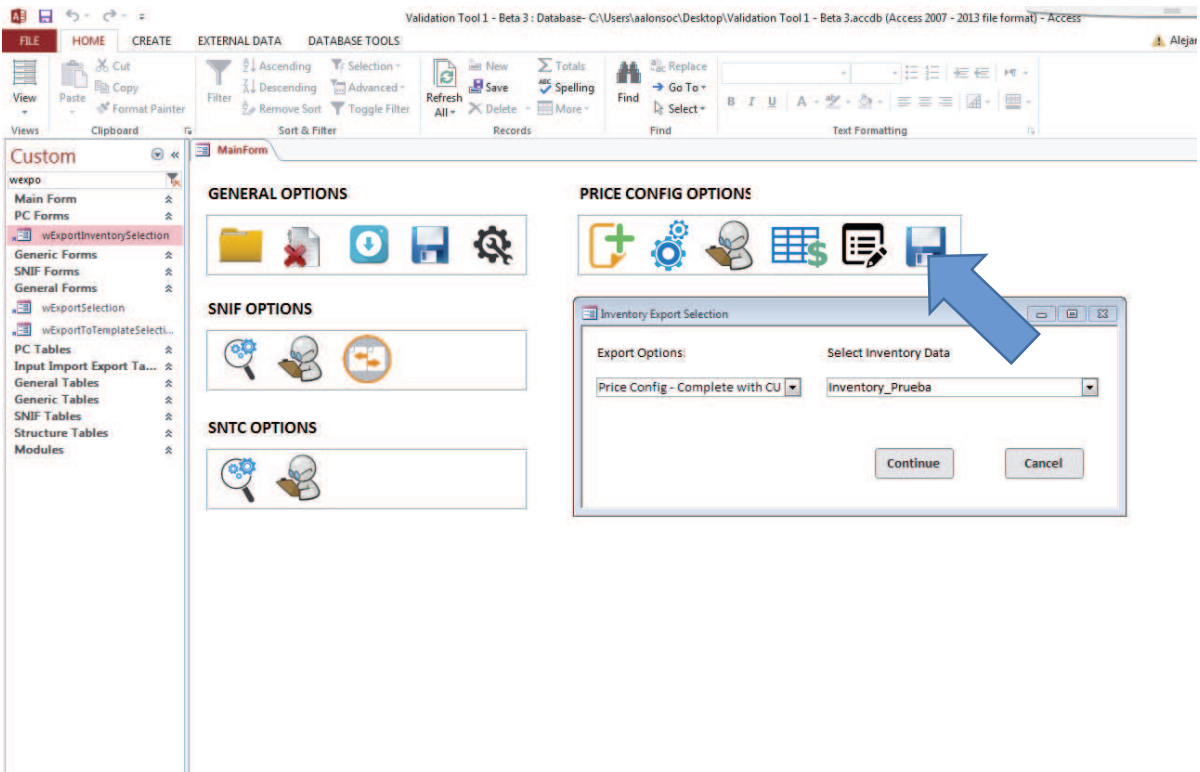 Validation Tool 1 - Beta 3 : Database- C:\Users\aalonsoc\Desktop\Validation Tool 1 - Beta 3.accdb (Access 2007 - 2013 file format) - Access
FILE HOME CREATE EXTERNAL DATA DATABASE TOOLS Alejar
View
Views
Paste
Cut
Copy
Format Painter
Clipboard
Filter
Ascending
Descending
Remove Sort
Selection
Advanced
Toggle Filter
Sort & Filter
Refresh
All
New
Save
Delete
Totals
Spelling
More
Records
Find
Replace
Go To
Select
Find
B I U A
Text Formatting
Custom
wexpo
Main Form
PC Forms
wExportInventorySelection
Generic Forms
SNIF Forms
General Forms
wExportSelection
wExportToTemplateSelecti...
PC Tables
Input Import Export Ta...
General Tables
Generic Tables
SNIF Tables
Structure Tables
Modules
MainForm
GENERAL OPTIONS
PRICE CONFIG OPTIONS
SNIF OPTIONS
SNTC OPTIONS
Inventory Export Selection
Export Options:
Select Inventory Data
Price Config - Complete with CU
Inventory_Prueba
Continue
Cancel